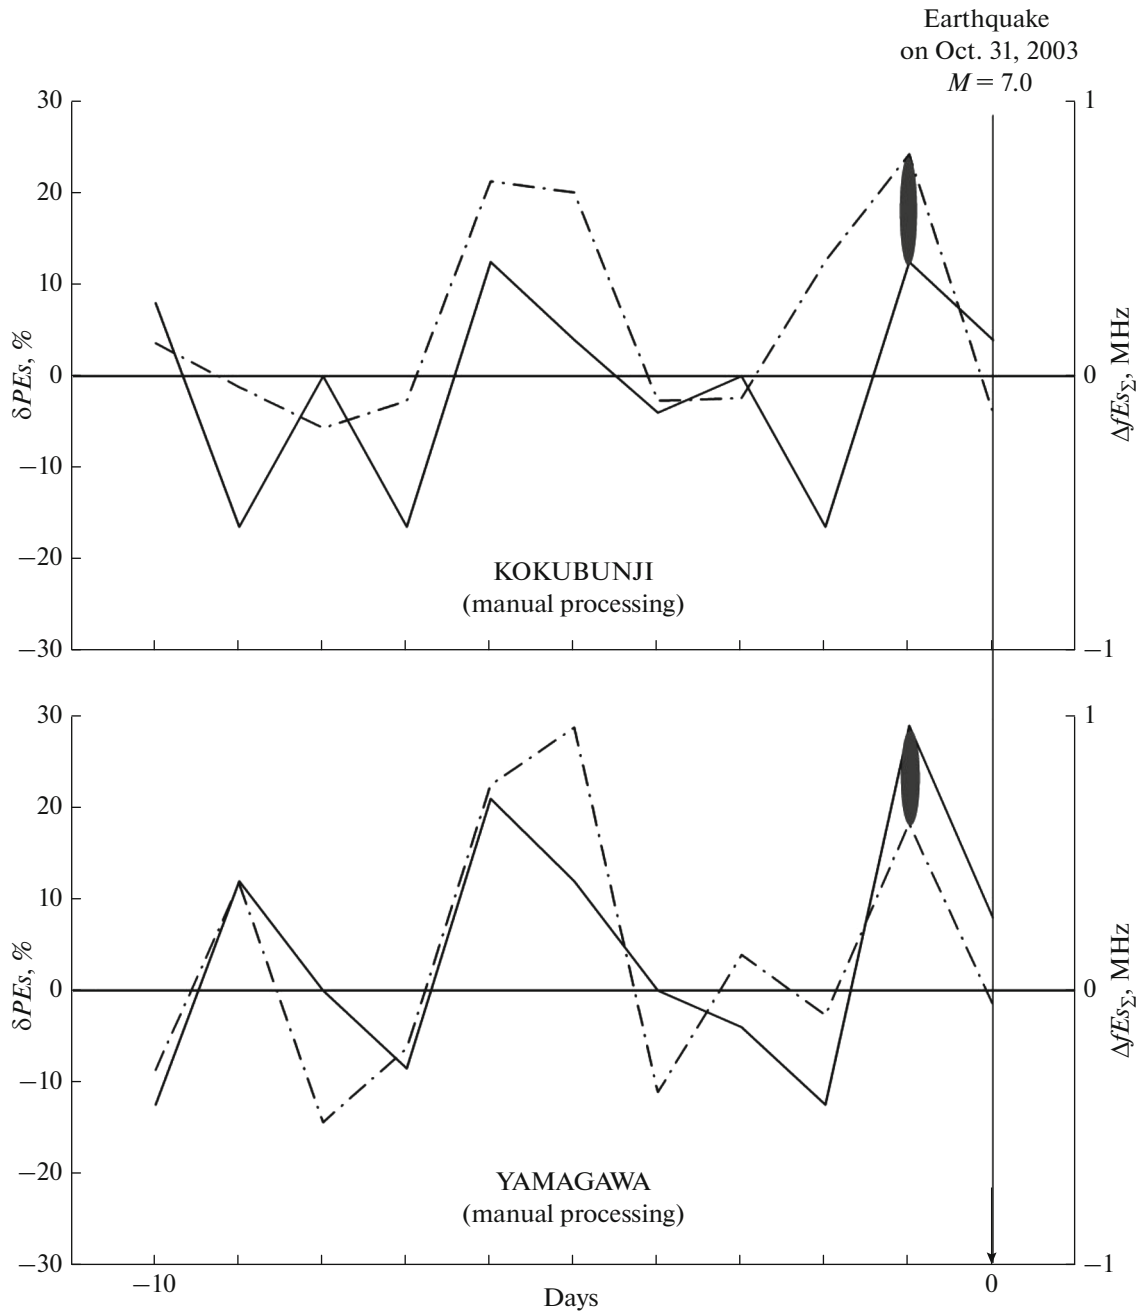 Earthquake
on Oct. 31, 2003
M = 7.0
30
20
10
0
−10
−20
−30
δPEs, %
1
0
−1
ΔfEsΣ, MHz
KOKUBUNJI
(manual processing)
30
20
10
0
−10
−20
−30
δPEs, %
1
0
−1
ΔfEsΣ, MHz
YAMAGAWA
(manual processing)
−10
0
Days